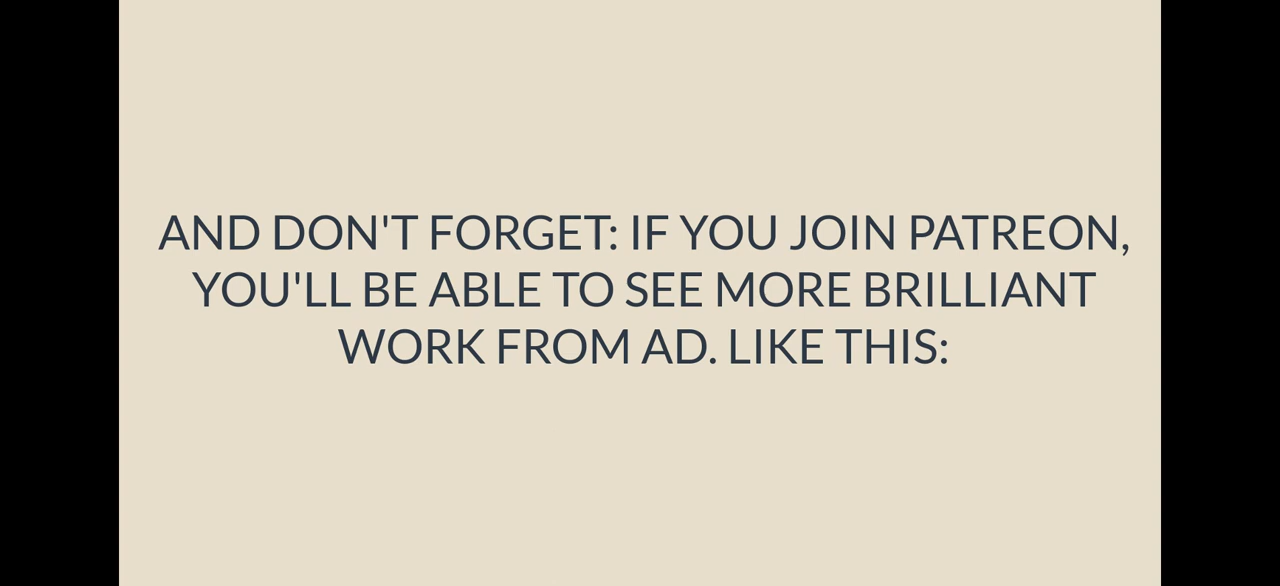 AND DON'T FORGET: IF YOU JOIN PATREON,
YOU'LL BE ABLE TO SEE MORE BRILLIANT
WORK FROM AD. LIKE THIS: